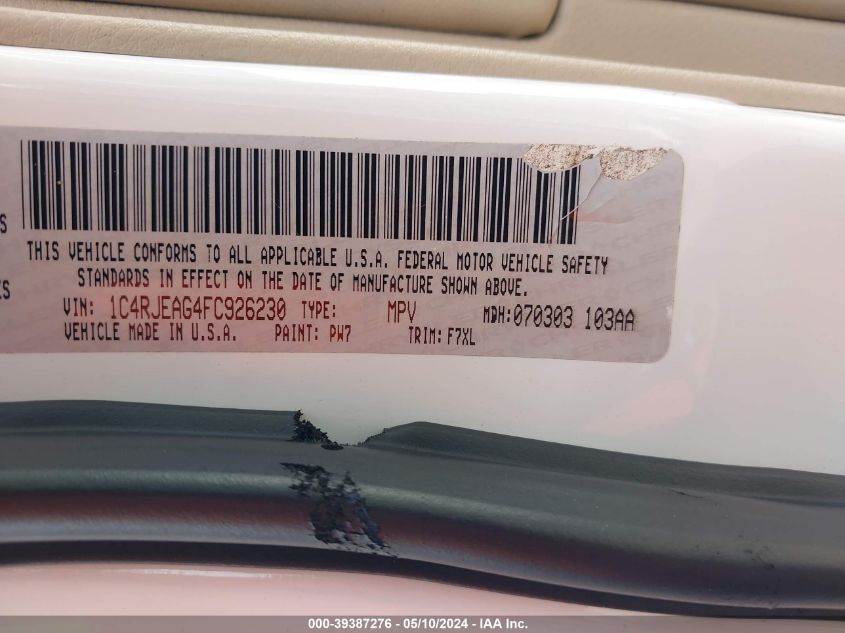 S
THIS VEHICLE CONFORMS TO ALL APPLICABLE U.S.A. FEDERAL MOTOR VEHICLE SAFETY
STANDARDS IN EFFECT ON THE DATE OF MANUFACTURE SHOWN ABOVE.
ES
VIN: 1C4RJEAG4FC926230 TYPE: MPV MDH:070303 103AA
VEHICLE MADE IN U.S.A. PAINT: PW7 TRIM: F7XL
000-39387276 - 05/10/2024 - IAA Inc.